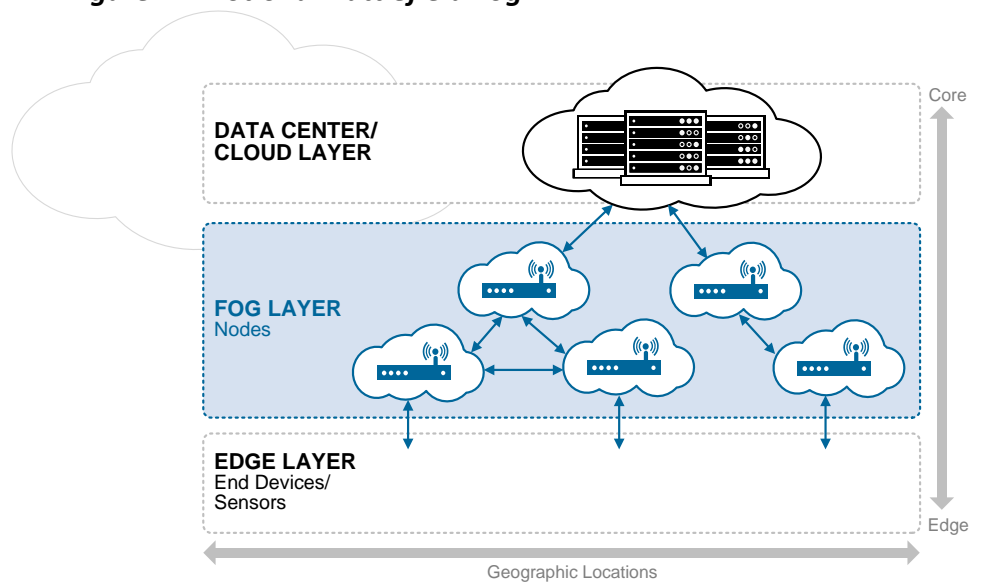 Core
DATA CENTER/
CLOUD LAYER
FOG LAYER
Nodes
EDGE LAYER
End Devices/
Sensors
Edge
Geographic Locations